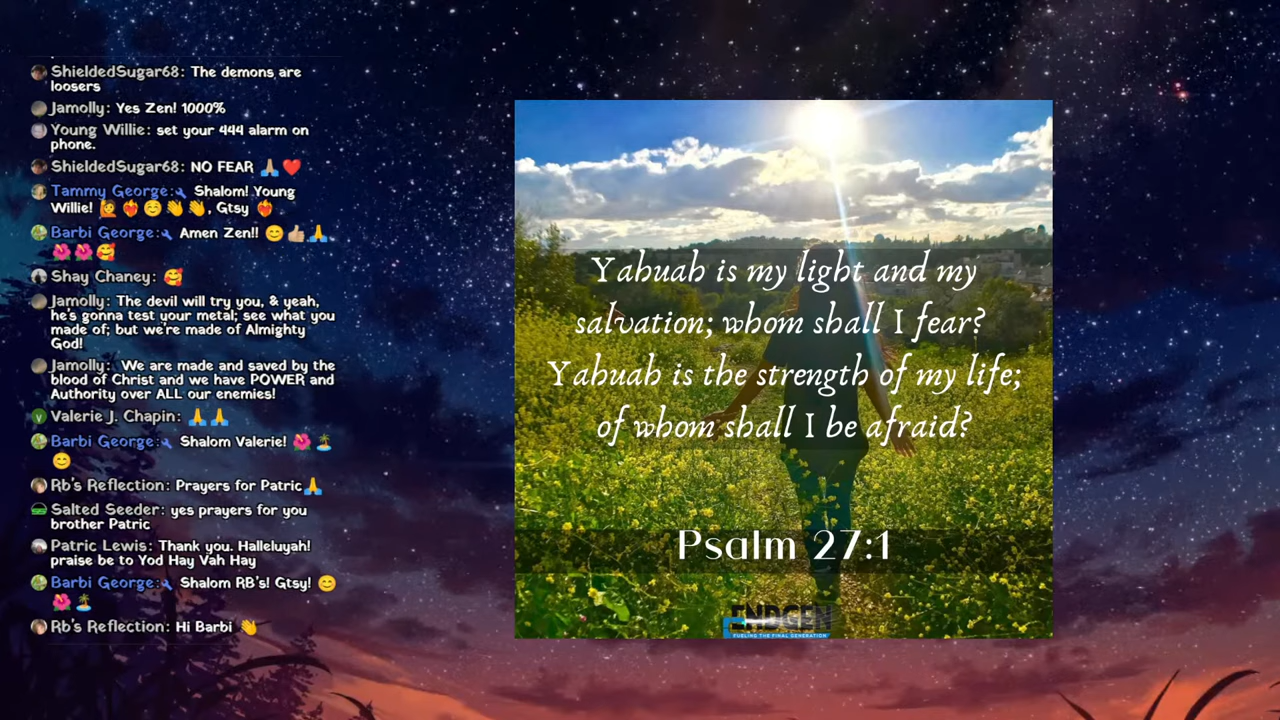 ShieldedSugar68: The demons are
loosers
Jamolly: Yes Zen! 1000%
Young Willie: set your 444 alarm on
phone.
ShieldedSugar68: NO FEAR 🙏🏼❤️
Tammy George: Shalom! Young
Willie! 🙋❤️‍🔥☺️👋👋, Gtsy ❤️‍🔥
Barbi George: Amen Zen!! 😊👍🏼🙏
🌺🌺🥰
Shay Chaney: 🥰
Jamolly: The devil will try you, & yeah,
he's gonna test your metal; see what you
made of; but we're made of Almighty
God!
Jamolly: We are made and saved by the
blood of Christ and we have POWER and
Authority over ALL our enemies!
V
Valerie J. Chapin: 🙏🙏
Barbi George: Shalom Valerie! 🌺🏝️
😊
Rb's Reflection: Prayers for Patric🙏
Salted Seeder: yes prayers for you
brother Patric
Patric Lewis: Thank you. Halleluyah!
praise be to Yod Hay Vah Hay
Barbi George: Shalom RB's! Gtsy! 😊
🌺🏝️
Rb's Reflection: Hi Barbi 👋
Yahuah is my light and my
salvation; whom shall I fear?
Yahuah is the strength of my life;
of whom shall I be afraid?
Psalm 27:1
ENDGEN
FUELING THE FINAL GENERATION